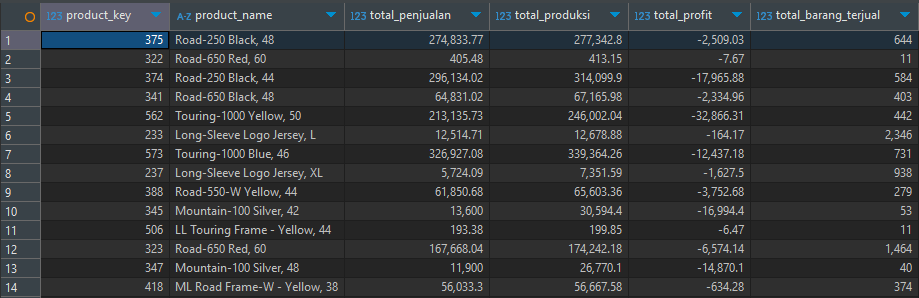 123 product_key A-Z product_name 123 total_penjualan 123 total_produksi 123 total_profit 123 total_barang_terjual
1 375 Road-250 Black, 48 274,833.77 277,342.8 -2,509.03 644
2 322 Road-650 Red, 60 405.48 413.15 -7.67 11
3 374 Road-250 Black, 44 296,134.02 314,099.9 -17,965.88 584
4 341 Road-650 Black, 48 64,831.02 67,165.98 -2,334.96 403
5 562 Touring-1000 Yellow, 50 213,135.73 246,002.04 -32,866.31 442
6 233 Long-Sleeve Logo Jersey, L 12,514.71 12,678.88 -164.17 2,346
7 573 Touring-1000 Blue, 46 326,927.08 339,364.26 -12,437.18 731
8 237 Long-Sleeve Logo Jersey, XL 5,724.09 7,351.59 -1,627.5 938
9 388 Road-550-W Yellow, 44 61,850.68 65,603.36 -3,752.68 279
10 345 Mountain-100 Silver, 42 13,600 30,594.4 -16,994.4 53
11 506 LL Touring Frame - Yellow, 44 193.38 199.85 -6.47 11
12 323 Road-650 Red, 60 167,668.04 174,242.18 -6,574.14 1,464
13 347 Mountain-100 Silver, 48 11,900 26,770.1 -14,870.1 40
14 418 ML Road Frame-W - Yellow, 38 56,033.3 56,667.58 -634.28 374